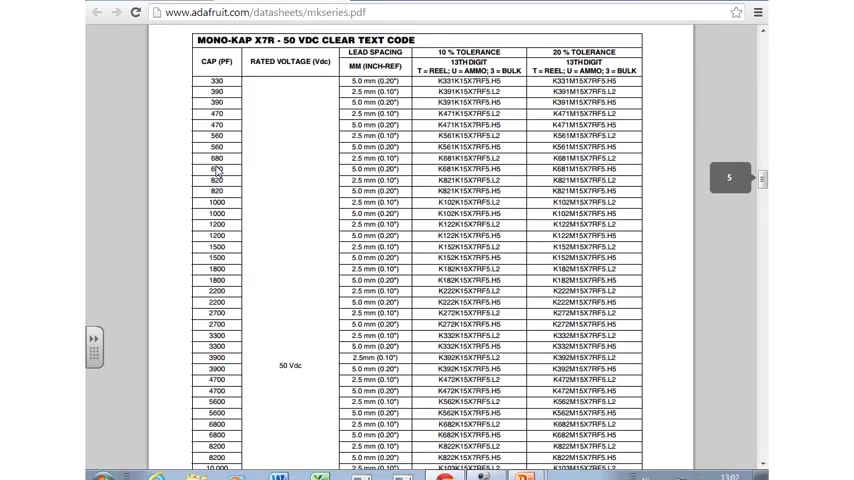 www.adafruit.com/datasheets/mkseries.pdf
MONO-KAP X7R - 50 VDC CLEAR TEXT CODE
CAP (PF) RATED VOLTAGE (Vdc) LEAD SPACING 10 % TOLERANCE 20 % TOLERANCE
MM (INCH-REF) 13TH DIGIT 13TH DIGIT
T = REEL; U = AMMO; 3 = BULK T = REEL; U = AMMO; 3 = BULK
330 5.0 mm (0.20") K331K15X7RF5.H5 K331M15X7RF5.H5
390 2.5 mm (0.10") K391K15X7RF5.L2 K391M15X7RF5.L2
390 5.0 mm (0.20") K391K15X7RF5.H5 K391M15X7RF5.H5
470 2.5 mm (0.10") K471K15X7RF5.L2 K471M15X7RF5.L2
470 5.0 mm (0.20") K471K15X7RF5.H5 K471M15X7RF5.H5
560 2.5 mm (0.10") K561K15X7RF5.L2 K561M15X7RF5.L2
560 5.0 mm (0.20") K561K15X7RF5.H5 K561M15X7RF5.H5
680 2.5 mm (0.10") K681K15X7RF5.L2 K681M15X7RF5.L2
5.0 mm (0.20") K681K15X7RF5.H5 K681M15X7RF5.H5
820 2.5 mm (0.10") K821K15X7RF5.L2 K821M15X7RF5.L2
820 5.0 mm (0.20") K821K15X7RF5.H5 K821M15X7RF5.H5
1000 2.5 mm (0.10") K102K15X7RF5.L2 K102M15X7RF5.L2
1000 5.0 mm (0.20") K102K15X7RF5.H5 K102M15X7RF5.H5
1200 2.5 mm (0.10") K122K15X7RF5.L2 K122M15X7RF5.L2
1200 5.0 mm (0.20") K122K15X7RF5.H5 K122M15X7RF5.H5
1500 2.5 mm (0.10") K152K15X7RF5.L2 K152M15X7RF5.L2
1500 5.0 mm (0.20") K152K15X7RF5.H5 K152M15X7RF5.H5
1800 2.5 mm (0.10") K182K15X7RF5.L2 K182M15X7RF5.L2
1800 5.0 mm (0.20") K182K15X7RF5.H5 K182M15X7RF5.H5
2200 2.5 mm (0.10") K222K15X7RF5.L2 K222M15X7RF5.L2
2200 5.0 mm (0.20") K222K15X7RF5.H5 K222M15X7RF5.H5
2700 2.5 mm (0.10") K272K15X7RF5.L2 K272M15X7RF5.L2
2700 5.0 mm (0.20") K272K15X7RF5.H5 K272M15X7RF5.H5
3300 2.5 mm (0.10") K332K15X7RF5.L2 K332M15X7RF5.L2
3300 5.0 mm (0.20") K332K15X7RF5.H5 K332M15X7RF5.H5
3900 2.5mm (0.10") K392K15X7RF5.L2 K392M15X7RF5.L2
3900 50 Vdc 5.0 mm (0.20") K392K15X7RF5.H5 K392M15X7RF5.H5
4700 2.5 mm (0.10") K472K15X7RF5.L2 K472M15X7RF5.L2
4700 5.0 mm (0.20") K472K15X7RF5.H5 K472M15X7RF5.H5
5600 2.5 mm (0.10") K562K15X7RF5.L2 K562M15X7RF5.L2
5600 5.0 mm (0.20") K562K15X7RF5.H5 K562M15X7RF5.H5
6800 2.5 mm (0.10") K682K15X7RF5.L2 K682M15X7RF5.L2
6800 5.0 mm (0.20") K682K15X7RF5.H5 K682M15X7RF5.H5
8200 2.5 mm (0.10") K822K15X7RF5.L2 K822M15X7RF5.L2
8200 5.0 mm (0.20") K822K15X7RF5.H5 K822M15X7RF5.H5
10 000 2.5 mm (0.10") K103K15X7RF5.L2 K103M15X7RF5.L2
5
13:02